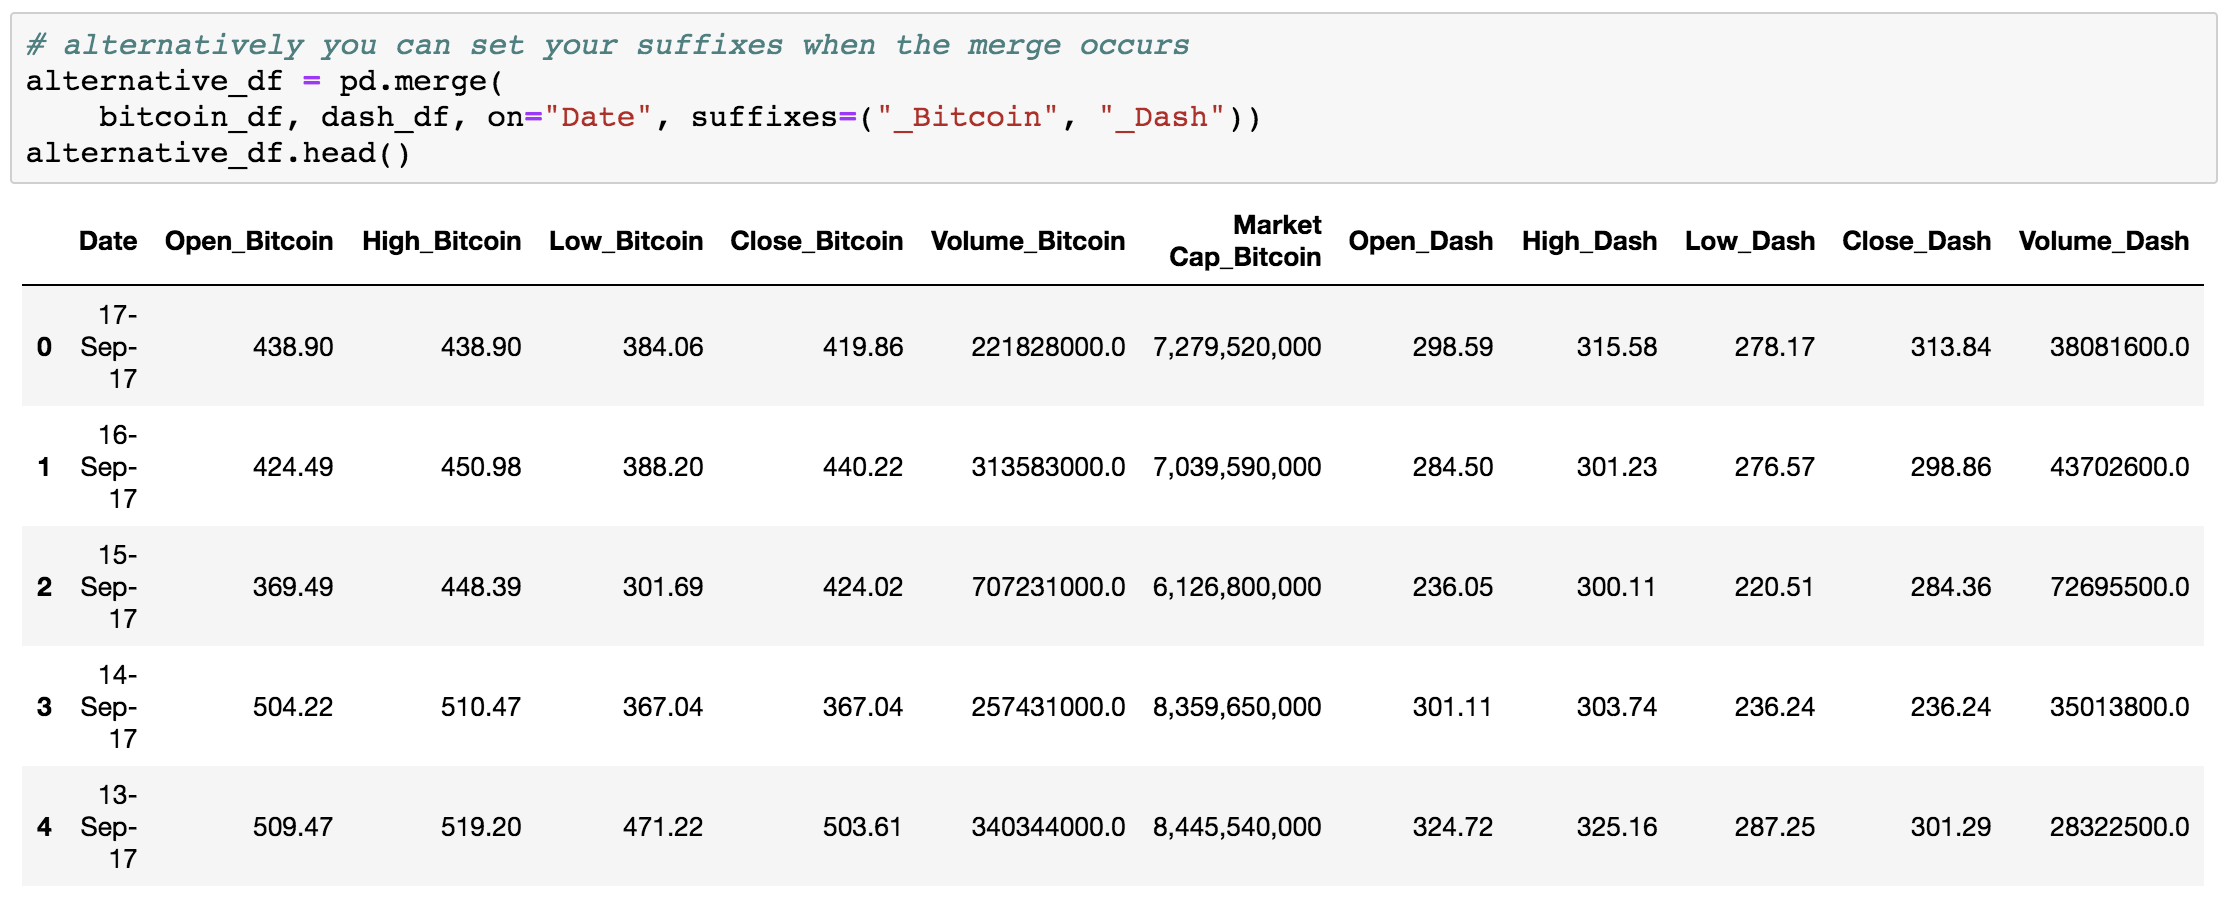 # alternatively you can set your suffixes when the merge occurs
alternative_df = pd.merge(
    bitcoin_df, dash_df, on="Date", suffixes=("_Bitcoin", "_Dash"))
alternative_df.head()
Date Open_Bitcoin High_Bitcoin Low_Bitcoin Close_Bitcoin Volume_Bitcoin Market Cap_Bitcoin Open_Dash High_Dash Low_Dash Close_Dash Volume_Dash
0 17-Sep-17 438.90 438.90 384.06 419.86 221828000.0 7,279,520,000 298.59 315.58 278.17 313.84 38081600.0
1 16-Sep-17 424.49 450.98 388.20 440.22 313583000.0 7,039,590,000 284.50 301.23 276.57 298.86 43702600.0
2 15-Sep-17 369.49 448.39 301.69 424.02 707231000.0 6,126,800,000 236.05 300.11 220.51 284.36 72695500.0
3 14-Sep-17 504.22 510.47 367.04 367.04 257431000.0 8,359,650,000 301.11 303.74 236.24 236.24 35013800.0
4 13-Sep-17 509.47 519.20 471.22 503.61 340344000.0 8,445,540,000 324.72 325.16 287.25 301.29 28322500.0